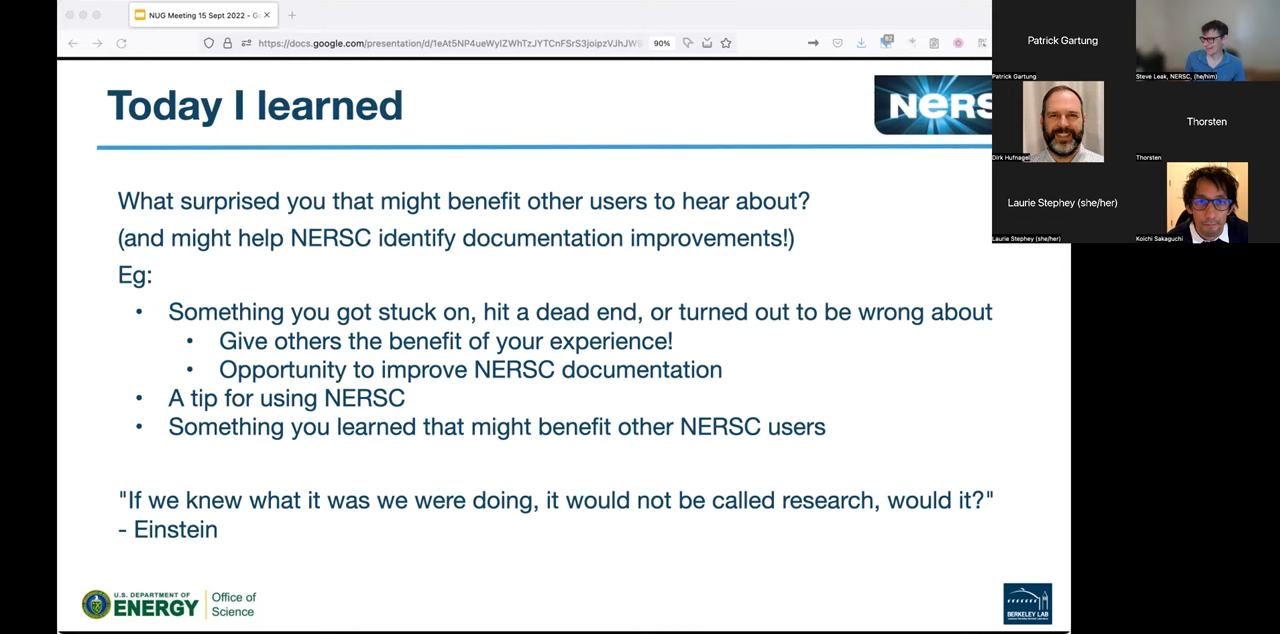 NUG Meeting 15 Sept 2022 - Go
https://docs.google.com/presentation/d/1eAt5NP4ueWyIZWhTzJYTCnFSrS3joipzVJhJW
90%
Today I learned
NERS
What surprised you that might benefit other users to hear about?
(and might help NERSC identify documentation improvements!)
Eg:
• Something you got stuck on, hit a dead end, or turned out to be wrong about
• Give others the benefit of your experience!
• Opportunity to improve NERSC documentation
• A tip for using NERSC
• Something you learned that might benefit other NERSC users
"If we knew what it was we were doing, it would not be called research, would it?"
- Einstein
U.S. DEPARTMENT OF
ENERGY
Office of
Science
BERKELEY LAB
Patrick Gartung
Patrick Gartung
Steve Leak, NERSC, (he/him)
Dirk Hufnagel
Thorsten
Thorsten
Laurie Stephey (she/her)
Laurie Stephey (she/her)
Koichi Sakaguchi